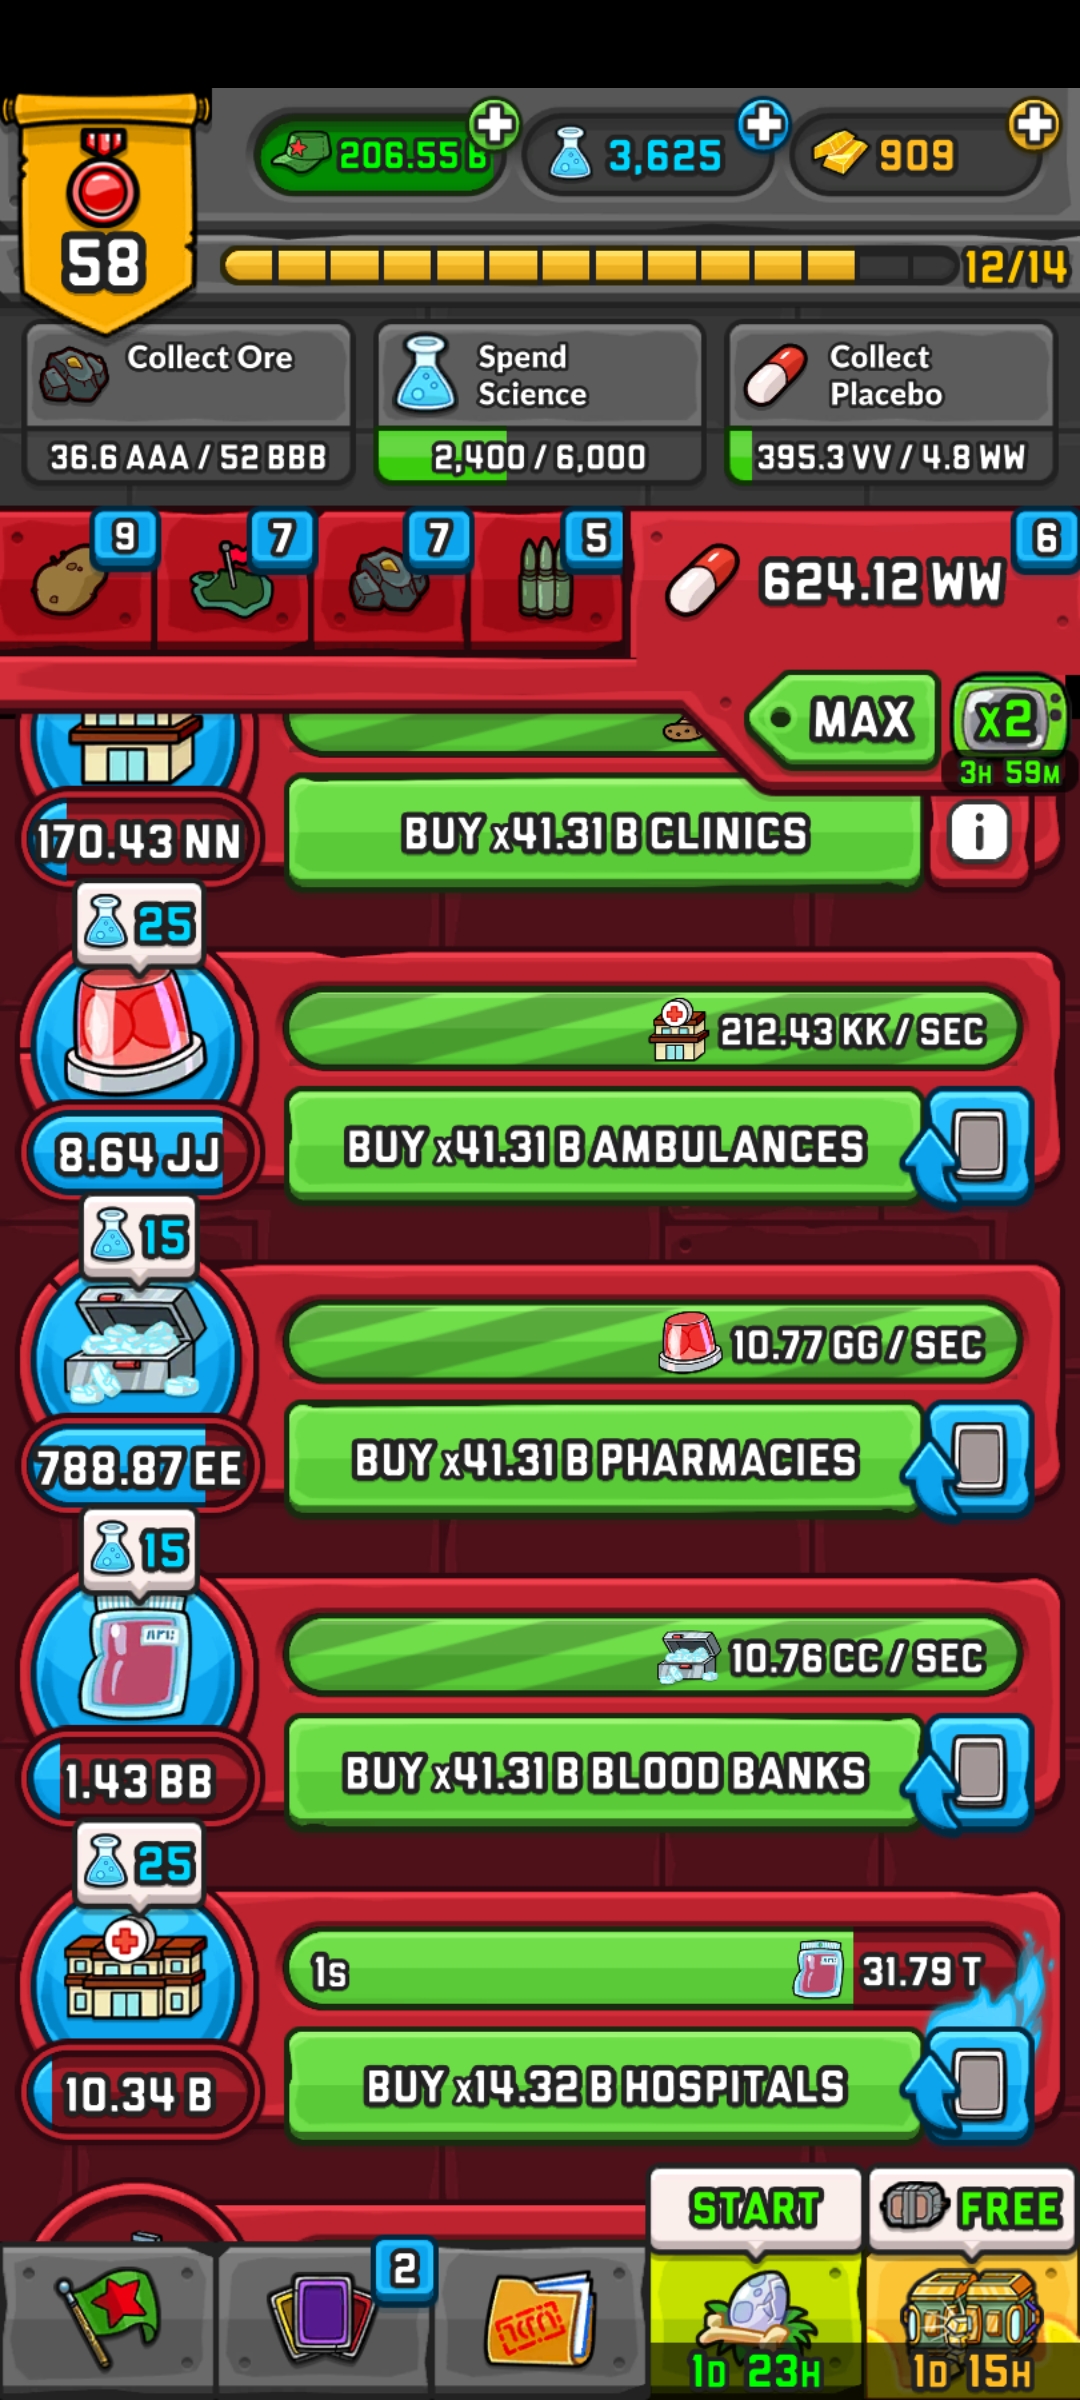 58
206.55 B
3,625
909
12/14
Collect Ore
36.6 AAA / 52 BBB
Spend
Science
2,400 / 6,000
Collect
Placebo
395.3 VV / 4.8 WW
9
7
7
5
6
624.12 WW
MAX
x2
3H 59M
170.43 NN
BUY x41.31 B CLINICS
i
25
212.43 KK / SEC
8.64 JJ
BUY x41.31 B AMBULANCES
15
10.77 GG / SEC
788.87 EE
BUY x41.31 B PHARMACIES
15
10.76 CC / SEC
1.43 BB
BUY x41.31 B BLOOD BANKS
25
1s
31.79 T
10.34 B
BUY x14.32 B HOSPITALS
START
FREE
2
1D 23H
1D 15H